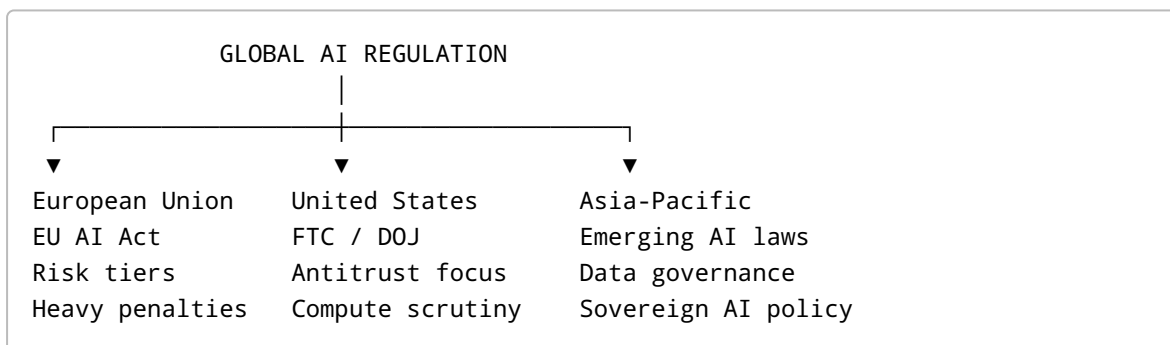 GLOBAL AI REGULATION
European Union United States Asia-Pacific
EU AI Act FTC / DOJ Emerging AI laws
Risk tiers Antitrust focus Data governance
Heavy penalties Compute scrutiny Sovereign AI policy